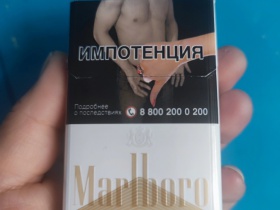 ИМПОТЕНЦИЯ
Подробнее
о последствиях
8 800 200 0 200
Marlboro